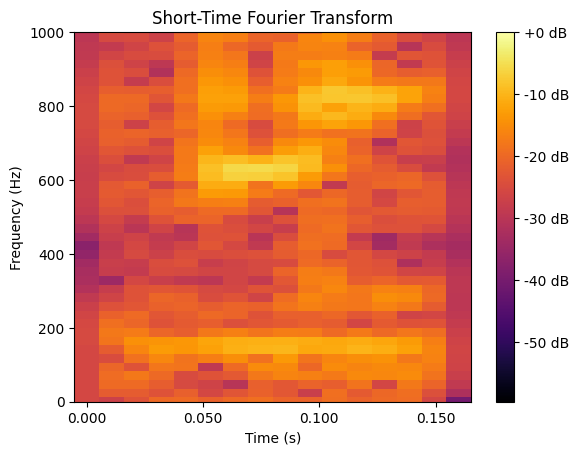 Short-Time Fourier Transform
1000
800
600
400
200
0
Frequency (Hz)
0.000
0.050
0.100
0.150
Time (s)
+0 dB
-10 dB
-20 dB
-30 dB
-40 dB
-50 dB